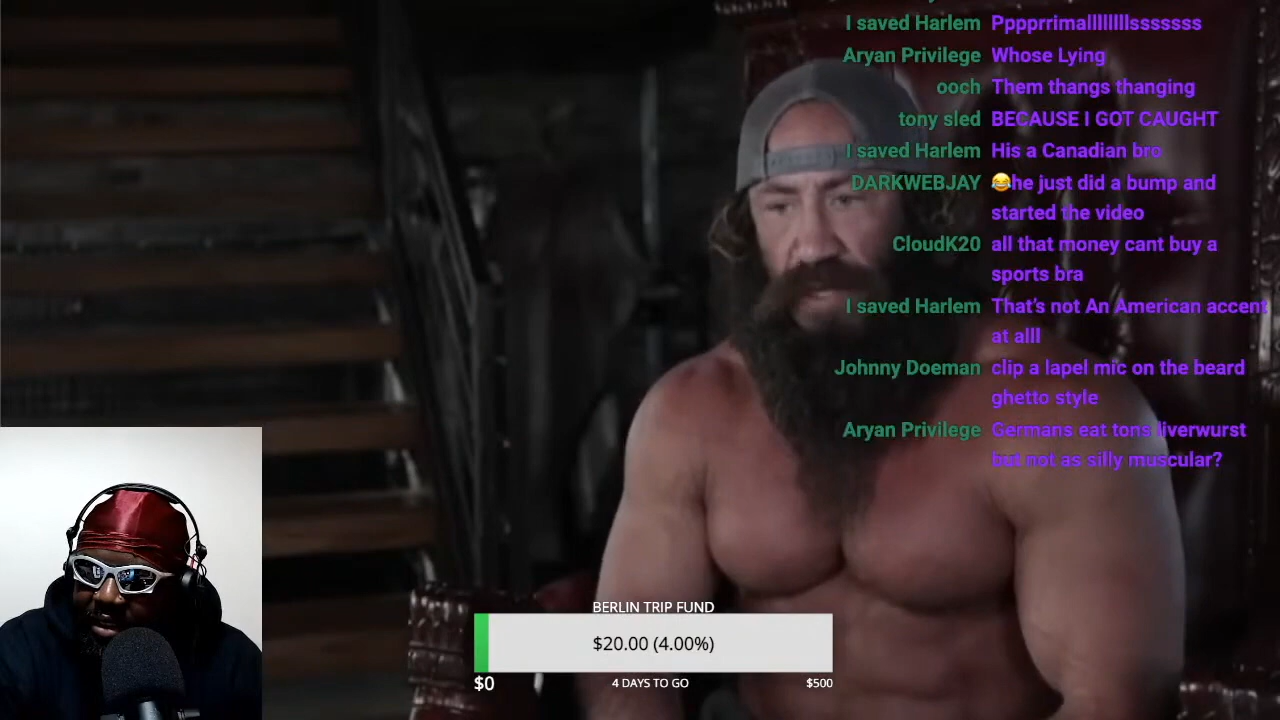 I saved Harlem Pppprrimallllllllsssssss
Aryan Privilege Whose Lying
ooch Them thangs thanging
tony sled BECAUSE I GOT CAUGHT
I saved Harlem His a Canadian bro
DARKWEBJAY 😂he just did a bump and
started the video
CloudK20 all that money cant buy a
sports bra
I saved Harlem That's not An American accent
at alll
Johnny Doeman clip a lapel mic on the beard
ghetto style
Aryan Privilege Germans eat tons liverwurst
but not as silly muscular?
BERLIN TRIP FUND
$20.00 (4.00%)
$0 4 DAYS TO GO $500